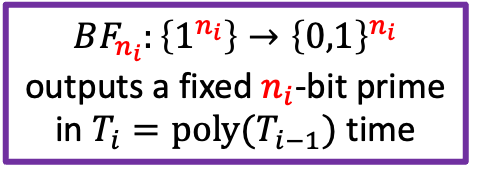 BF_{n_i}: {1^{n_i}} → {0,1}^{n_i}
outputs a fixed n_i-bit prime
in T_i = poly(T_{i−1}) time